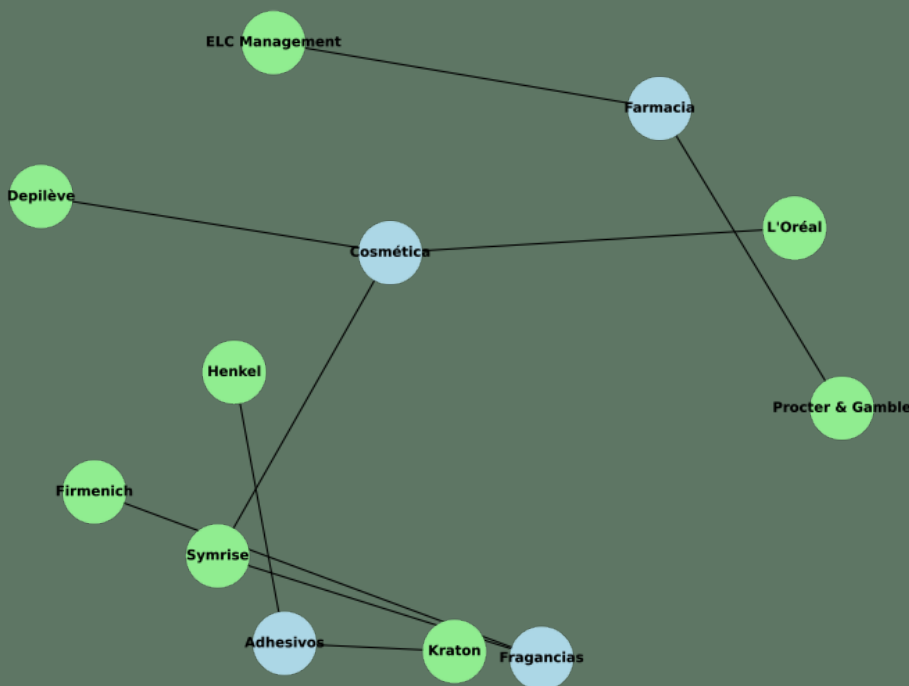 ELC Management
Farmacia
Depilève
L'Oréal
Cosmética
Henkel
Procter & Gamble
Firmenich
Symrise
Adhesivos
Kraton
Fragancias